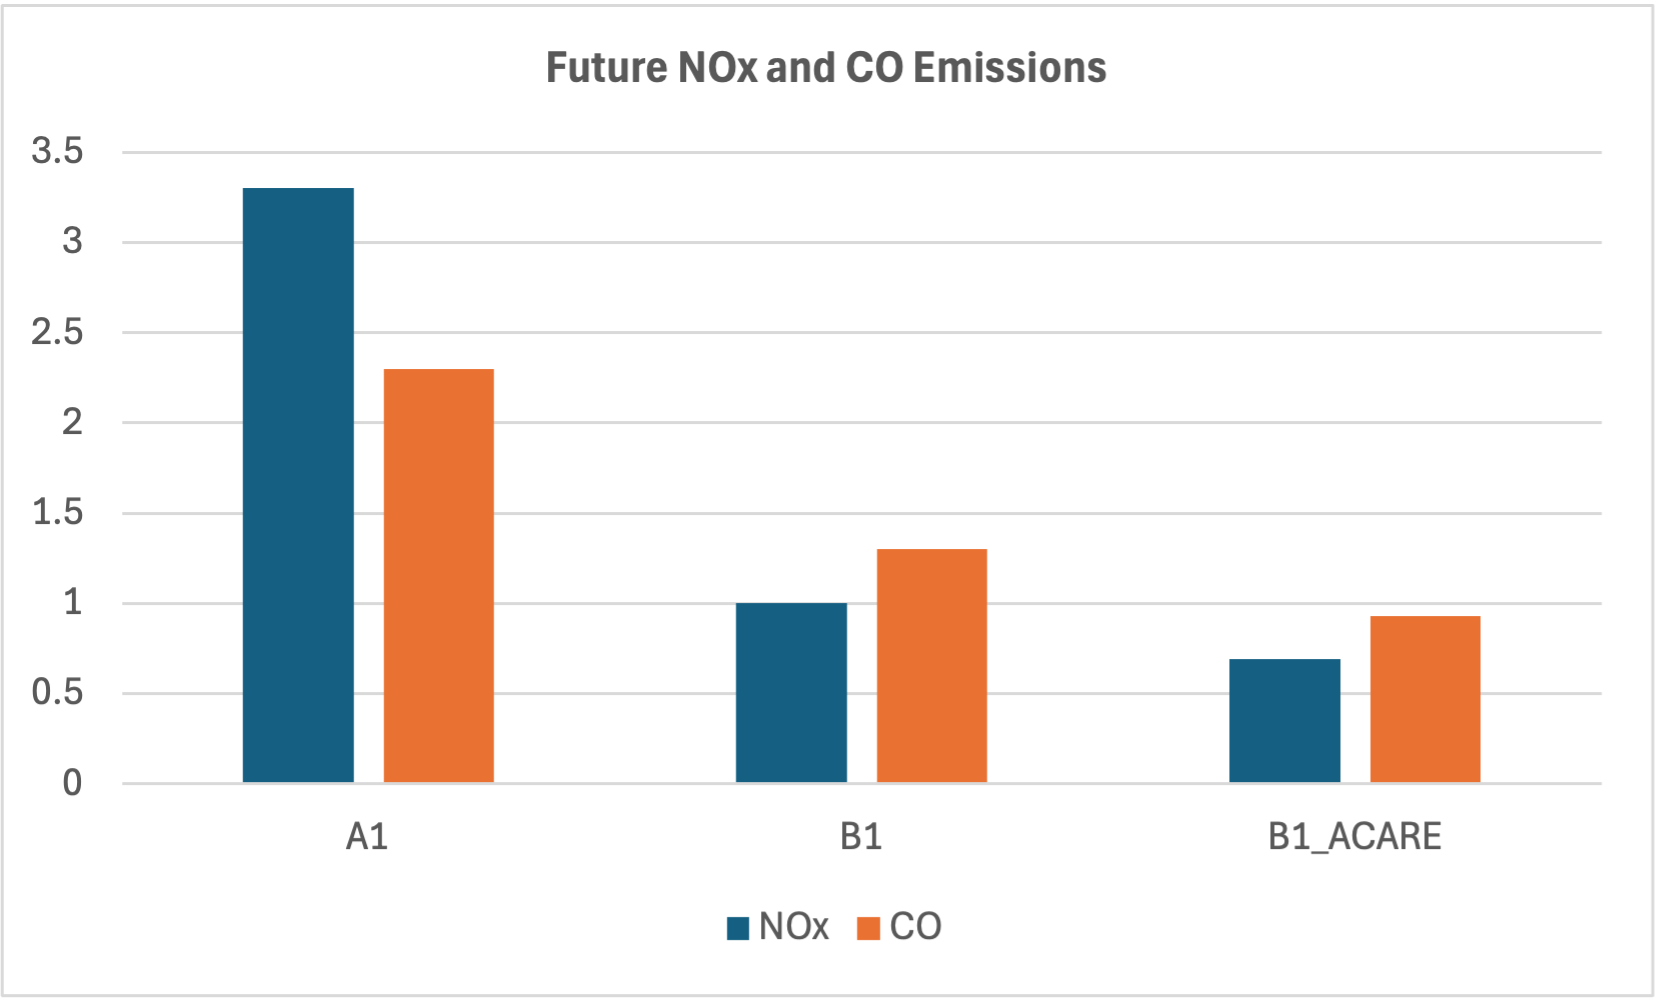 Future NOx and CO Emissions
3.5
3
2.5
2
1.5
1
0.5
0
A1 B1 B1_ACARE
NOx CO